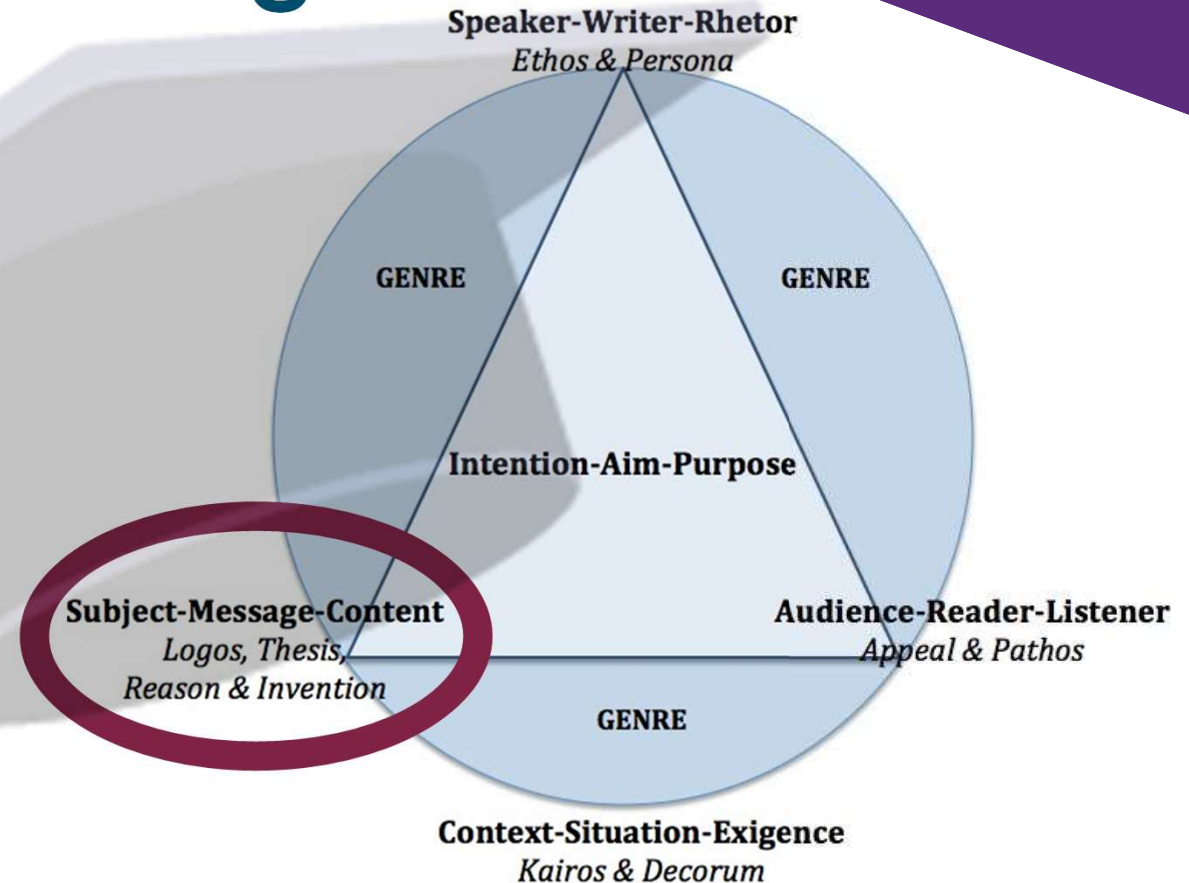 Speaker-Writer-Rhetor
Ethos & Persona
GENRE
GENRE
Intention-Aim-Purpose
Subject-Message-Content
Logos, Thesis,
Reason & Invention
Audience-Reader-Listener
Appeal & Pathos
GENRE
Context-Situation-Exigence
Kairos & Decorum